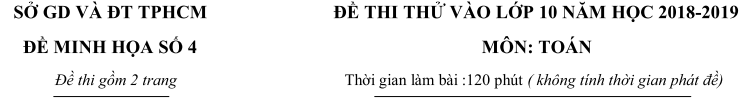 SỞ GD VÀ ĐT TPHCM
ĐỀ THI THỬ VÀO LỚP 10 NĂM HỌC 2018-2019
ĐỀ MINH HỌA SỐ 4
MÔN: TOÁN
Đề thi gồm 2 trang
Thời gian làm bài :120 phút ( không tính thời gian phát đề)